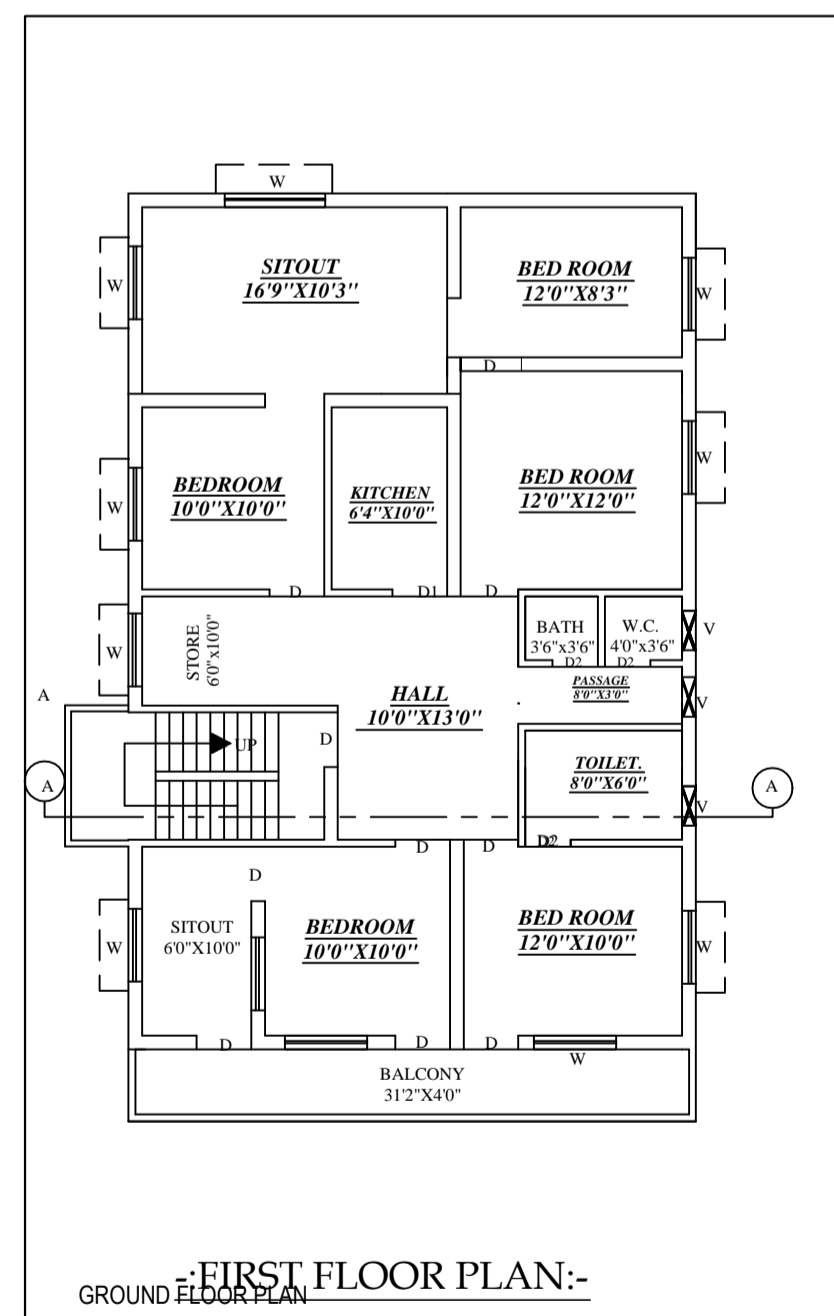 W
SITOUT
16'9"X10'3"
BED ROOM
12'0"X8'3"
W
W
D
BEDROOM
10'0"X10'0"
KITCHEN
6'4"X10'0"
BED ROOM
12'0"X12'0"
W
W
D
D1
D
STORE
6'0"x10'0"
BATH
3'6"x3'6"
W.C.
4'0"x3'6"
V
W
D2
D2
PASSAGE
8'0"X3'0"
V
A
HALL
10'0"X13'0"
D
UP
TOILET.
8'0"X6'0"
A
A
V
D
D
D2
D
SITOUT
6'0"X10'0"
BEDROOM
10'0"X10'0"
BED ROOM
12'0"X10'0"
W
W
D
D
D
W
BALCONY
31'2"X4'0"
-:FIRST FLOOR PLAN:-
GROUND FLOOR PLAN